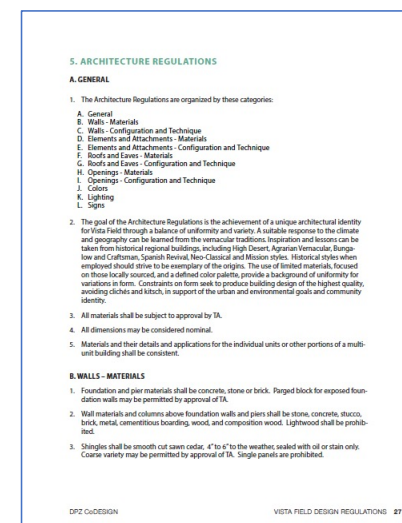 5. ARCHITECTURE REGULATIONS
A. GENERAL
1. The Architecture Regulations are organized by these categories:
A. General
B. Walls - Materials
C. Walls - Configuration and Technique
D. Elements and Attachments - Materials
E. Elements and Attachments - Configuration and Technique
F. Roofs and Eaves - Materials
G. Roofs and Eaves - Configuration and Technique
H. Openings - Materials
I. Openings - Configuration and Technique
J. Colors
K. Lighting
L. Signs
2. The goal of the Architecture Regulations is the achievement of a unique architectural identity
for Vista Field through a balance of uniformity and variety. A suitable response to the climate
and geography can be learned from the vernacular traditions. Inspiration and lessons can be
taken from historical regional buildings, including High Desert, Agrarian Vernacular, Bunga-
low and Craftsman, Spanish Revival, Neo-Classical and Mission styles. Historical styles when
employed should strive to be exemplary of the origins. The use of limited materials, focused
on those locally sourced, and a defined color palette, provide a background of uniformity for
variations in form. Constraints on form seek to produce building design of the highest quality,
avoiding clichés and kitsch, in support of the urban and environmental goals and community
identity.
3. All materials shall be subject to approval by TA.
4. All dimensions may be considered nominal.
5. Materials and their details and applications for the individual units or other portions of a multi-
unit building shall be consistent.
B. WALLS – MATERIALS
1. Foundation and pier materials shall be concrete, stone or brick. Parged block for exposed foun-
dation walls may be permitted by approval of TA.
2. Wall materials and columns above foundation walls and piers shall be stone, concrete, stucco,
brick, metal, cementitious boarding, wood, and composition wood. Lightwood shall be prohib-
ited.
3. Shingles shall be smooth cut sawn cedar, 4" to 6" to the weather, sealed with oil or stain only.
Coarse variety may be permitted by approval of TA. Single panels are prohibited.
DPZ CoDESIGN
VISTA FIELD DESIGN REGULATIONS 27